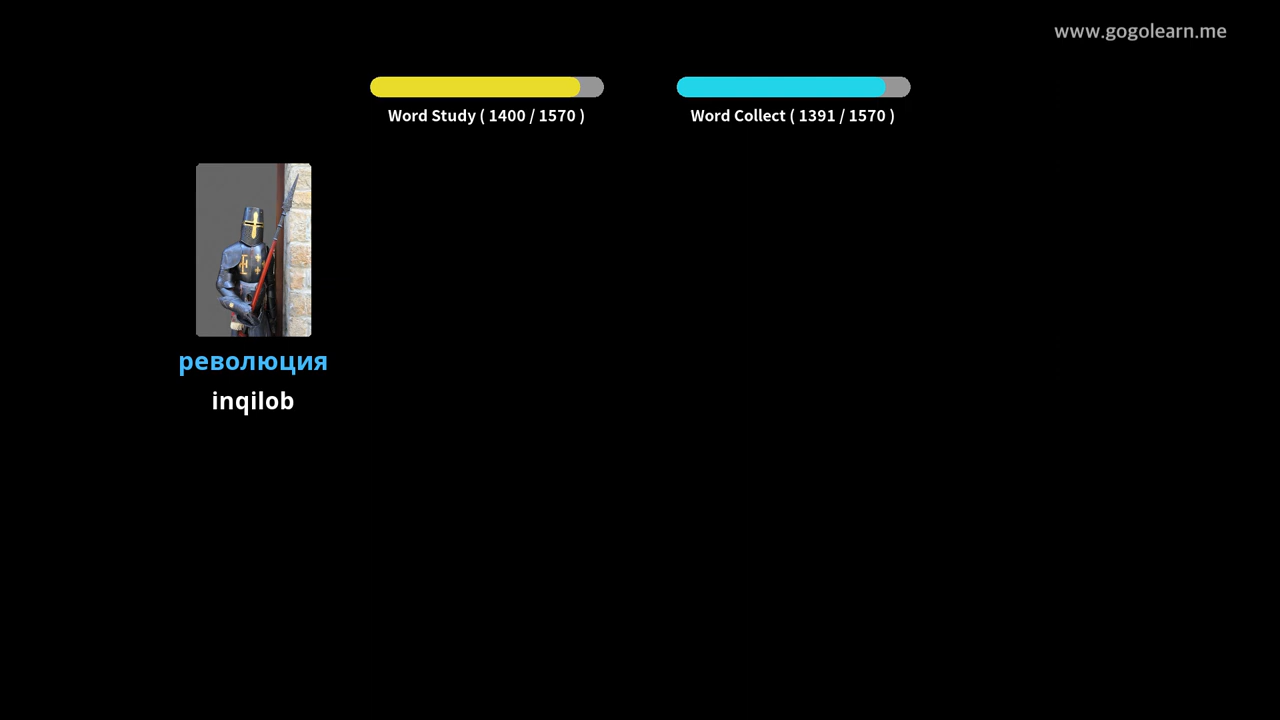 www.gogolearn.me
Word Study ( 1400 / 1570 )
Word Collect ( 1391 / 1570 )
революция
inqilob